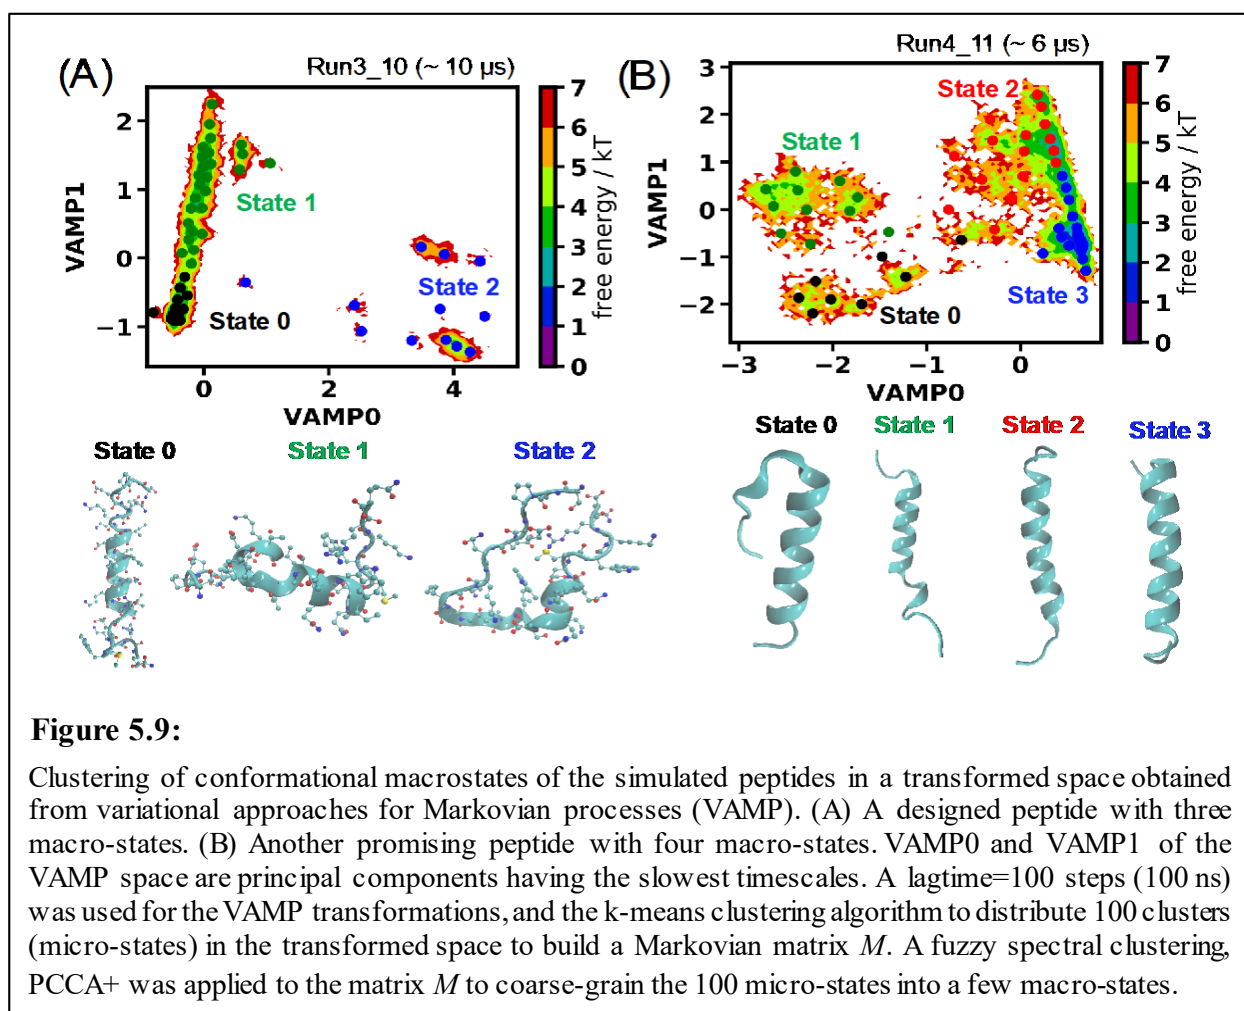 (A)
Run3_10 (~ 10 µs)
VAMP1
2
1
0
−1
State 1
State 2
State 0
0
2
4
VAMP0
7
6
5
4
3
2
1
0
free energy / kT
(B)
Run4_11 (~ 6 µs)
VAMP1
3
2
1
0
−1
−2
State 2
State 1
State 3
State 0
−3
−2
−1
0
VAMP0
7
6
5
4
3
2
1
0
free energy / kT
State 0
State 1
State 2
State 0
State 1
State 2
State 3
Figure 5.9:
Clustering of conformational macrostates of the simulated peptides in a transformed space obtained
from variational approaches for Markovian processes (VAMP). (A) A designed peptide with three
macro-states. (B) Another promising peptide with four macro-states. VAMP0 and VAMP1 of the
VAMP space are principal components having the slowest timescales. A lagtime=100 steps (100 ns)
was used for the VAMP transformations, and the k-means clustering algorithm to distribute 100 clusters
(micro-states) in the transformed space to build a Markovian matrix M. A fuzzy spectral clustering,
PCCA+ was applied to the matrix M to coarse-grain the 100 micro-states into a few macro-states.